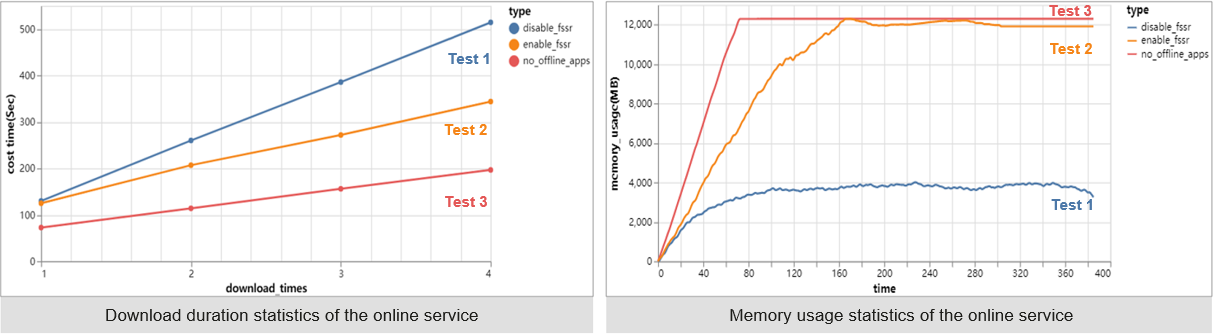 type
disable_fssr
enable_fssr
no_offline_apps
500
400
300
200
100
0
cost time(Sec)
Test 1
Test 2
Test 3
1
2
3
4
download_times
Download duration statistics of the online service
type
disable_fssr
enable_fssr
no_offline_apps
12,000
10,000
8,000
6,000
4,000
2,000
0
memory_usage(MB)
Test 3
Test 2
Test 1
0
40
80
120
160
200
240
280
320
360
400
time
Memory usage statistics of the online service